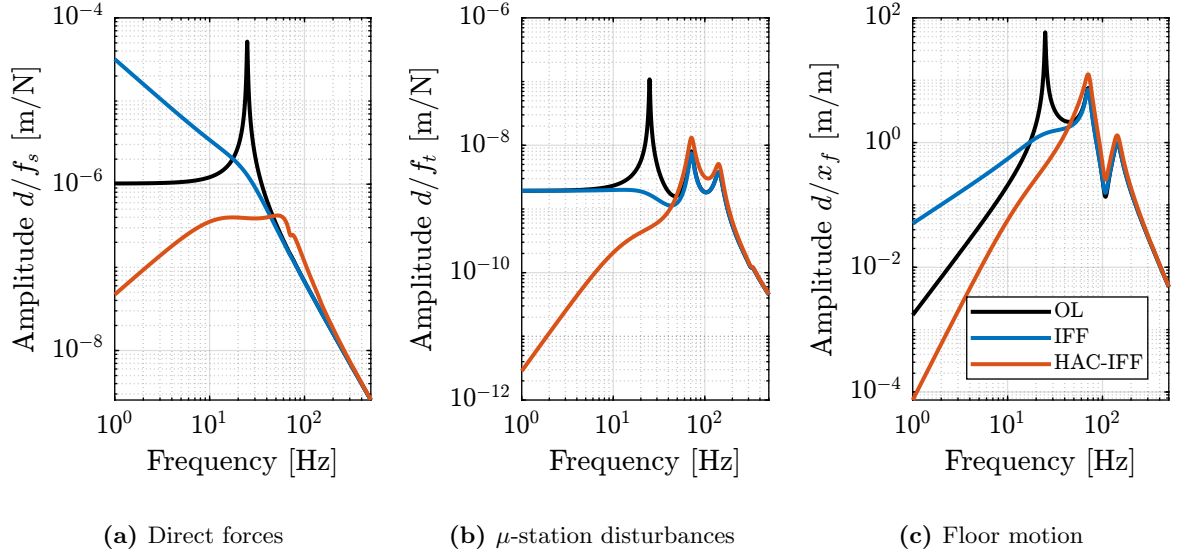 Amplitude d/f_s [m/N]
10^{-4}
10^{-6}
10^{-8}
10^0
10^1
10^2
Frequency [Hz]
(a) Direct forces
Amplitude d/f_t [m/N]
10^{-6}
10^{-8}
10^{-10}
10^{-12}
10^0
10^1
10^2
Frequency [Hz]
(b) μ-station disturbances
Amplitude d/x_f [m/m]
10^2
10^0
10^{-2}
10^{-4}
OL
IFF
HAC-IFF
10^0
10^1
10^2
Frequency [Hz]
(c) Floor motion